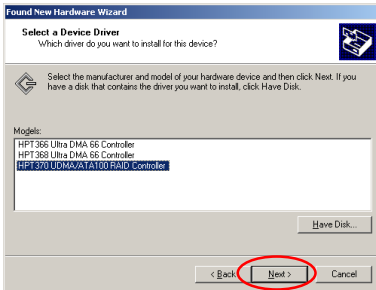 Found New Hardware Wizard
Select a Device Driver
Which driver do you want to install for this device?
Select the manufacturer and model of your hardware device and then click Next. If you
have a disk that contains the driver you want to install, click Have Disk.
Models:
HPT366 Ultra DMA 66 Controller
HPT368 Ultra DMA 66 Controller
HPT370 UDMA/ATA100 RAID Controller
Have Disk...
< Back
Next >
Cancel